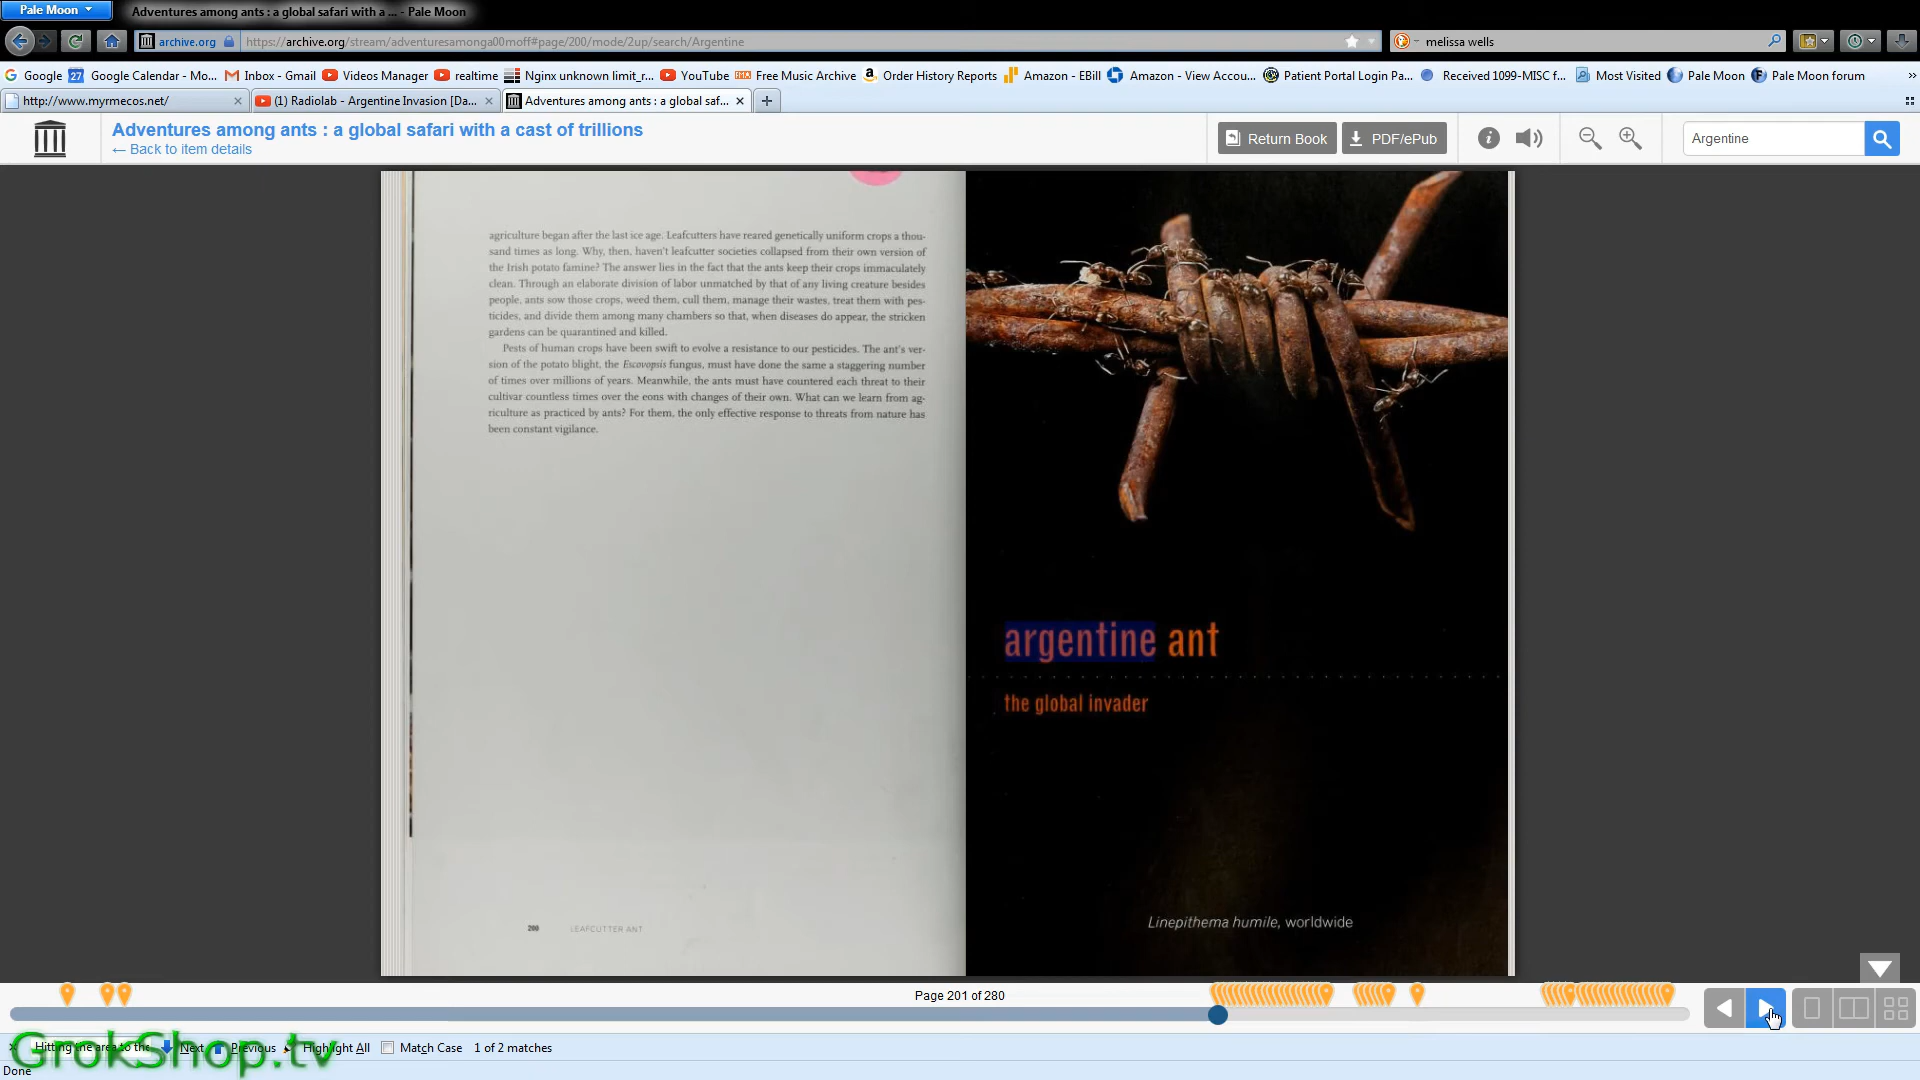 Pale Moon
Adventures among ants : a global safari with a ... - Pale Moon
archive.org
https://archive.org/stream/adventuresamonga00moff#page/200/mode/2up/search/Argentine
melissa wells
Google
27 Google Calendar - Mo...
Inbox - Gmail
Videos Manager
realtime
Nginx unknown limit_r...
YouTube
Free Music Archive
Order History Reports
Amazon - EBill
Amazon - View Accou...
Patient Portal Login Pa...
Received 1099-MISC f...
Most Visited
Pale Moon
Pale Moon forum
http://www.myrmecos.net/
(1) Radiolab - Argentine Invasion [Da...
Adventures among ants : a global saf...
Adventures among ants : a global safari with a cast of trillions
← Back to item details
Return Book
PDF/ePub
Argentine
agriculture began after the last ice age. Leafcutters have reared genetically uniform crops a thou-
sand times as long. Why, then, haven't leafcutter societies collapsed from their own version of
the Irish potato famine? The answer lies in the fact that the ants keep their crops immaculately
clean. Through an elaborate division of labor unmatched by that of any living creature besides
people, ants sow those crops, weed them, cull them, manage their wastes, treat them with pes-
ticides, and divide them among many chambers so that, when diseases do appear, the stricken
gardens can be quarantined and killed.
Pests of human crops have been swift to evolve a resistance to our pesticides. The ant's ver-
sion of the potato blight, the Escovopsis fungus, must have done the same a staggering number
of times over millions of years. Meanwhile, the ants must have countered each threat to their
cultivar countless times over the eons with changes of their own. What can we learn from ag-
riculture as practiced by ants? For them, the only effective response to threats from nature has
been constant vigilance.
200 LEAFCUTTER ANT
argentine ant
the global invader
Linepithema humile, worldwide
Page 201 of 280
Hitting the area to the
Next
Previous
Highlight All
Match Case
1 of 2 matches
GrokShop.tv
Done